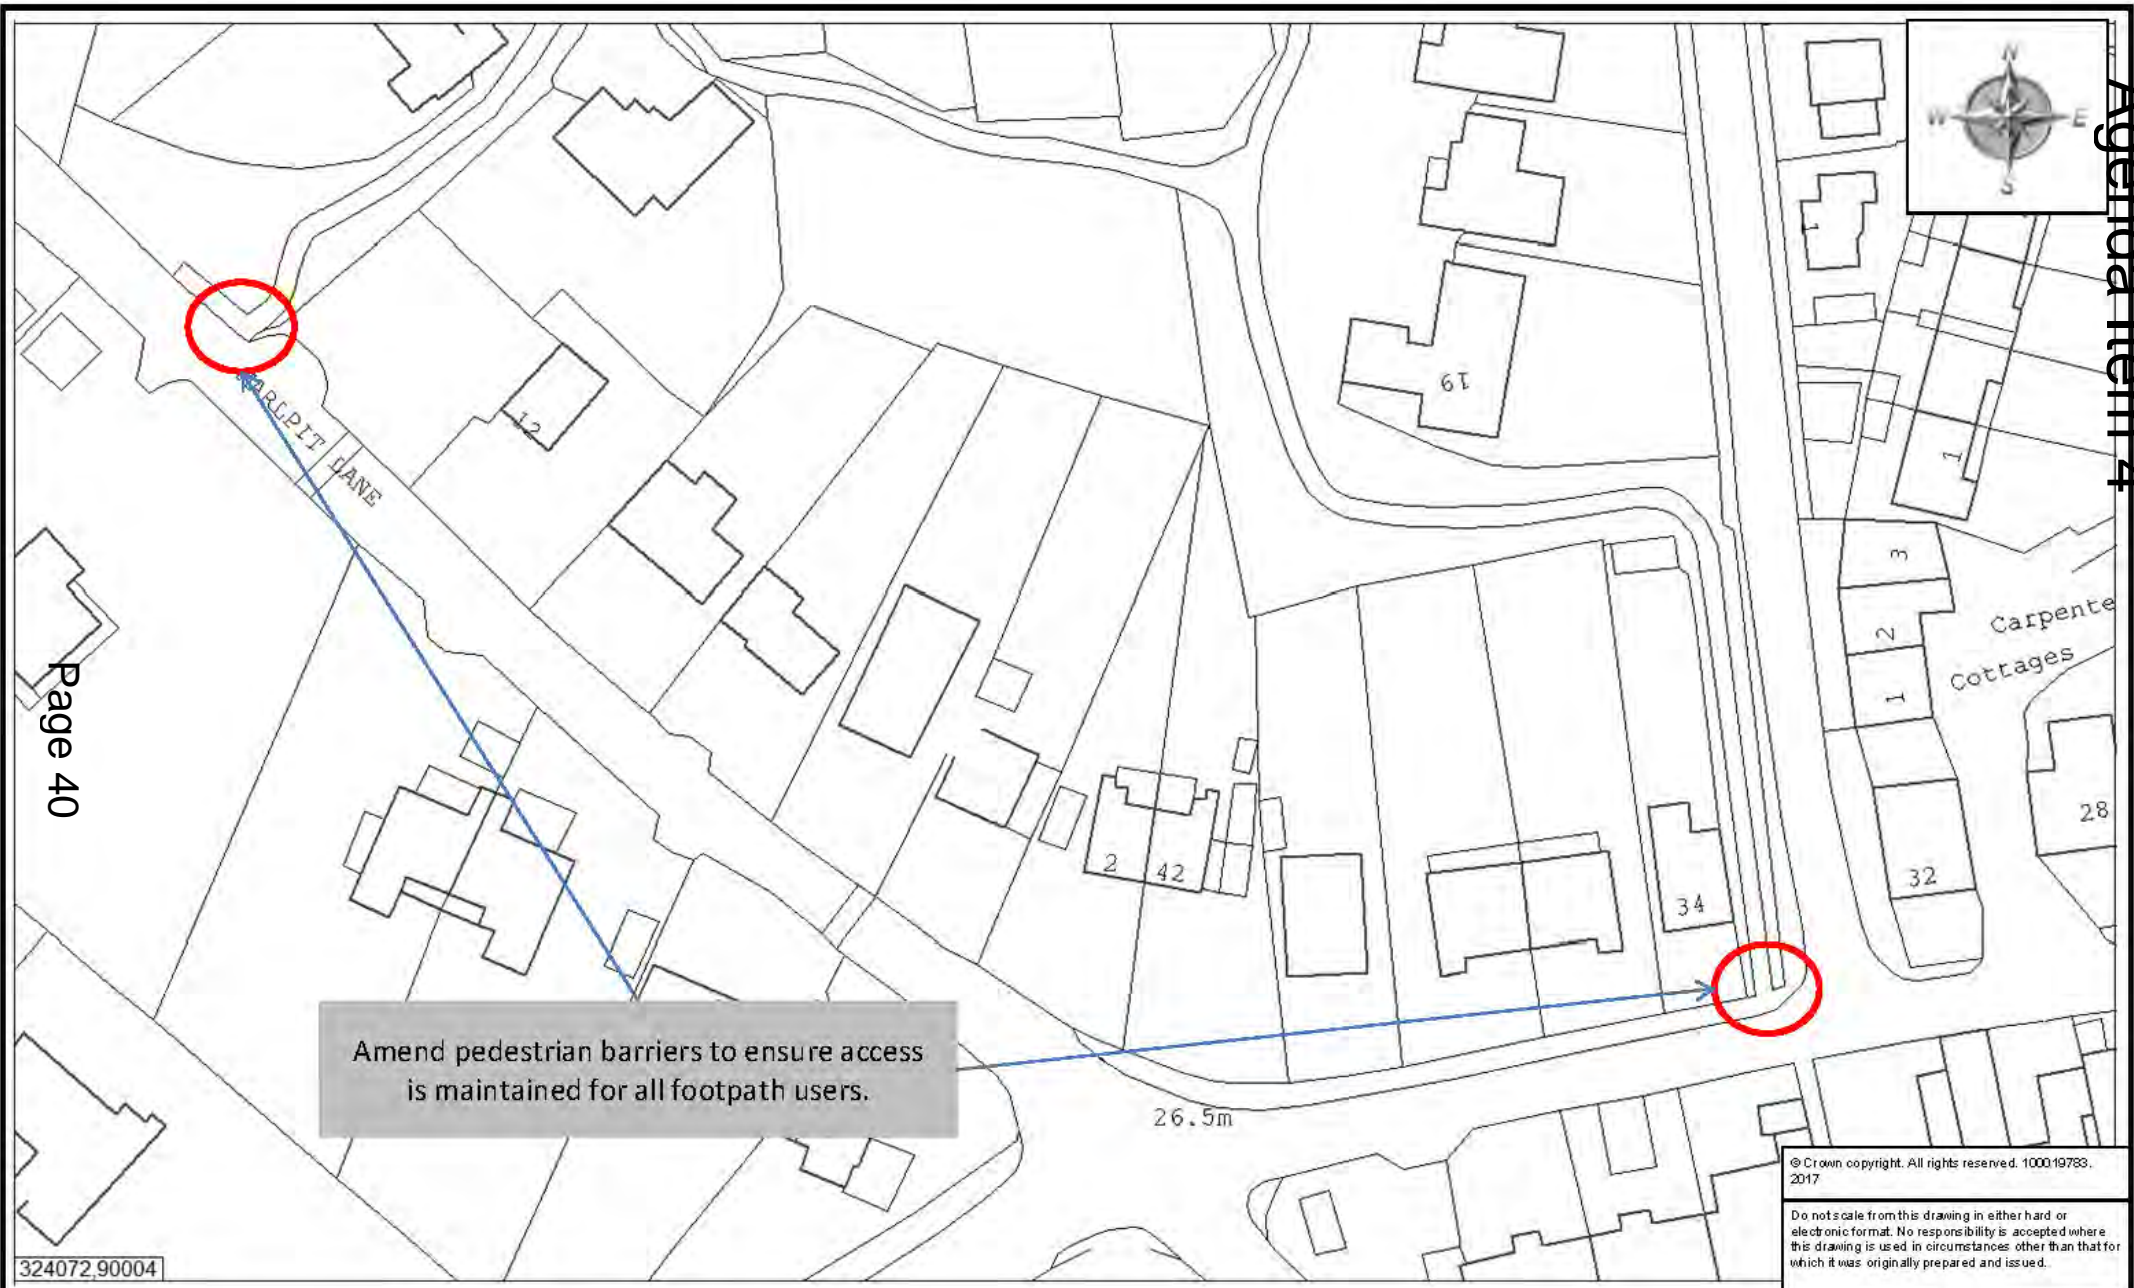 Agenda Item 4
N
W E
S
1
19
12
LANE
1
3
2
1
Carpente
Cottages
28
32
2 42
34
Page 40
Amend pedestrian barriers to ensure access
is maintained for all footpath users.
26.5m
© Crown copyright. All rights reserved. 100019783.
2017
Do not scale from this drawing in either hard or
electronic format. No responsibility is accepted where
this drawing is used in circumstances other than that for
which it was originally prepared and issued.
324072,90004